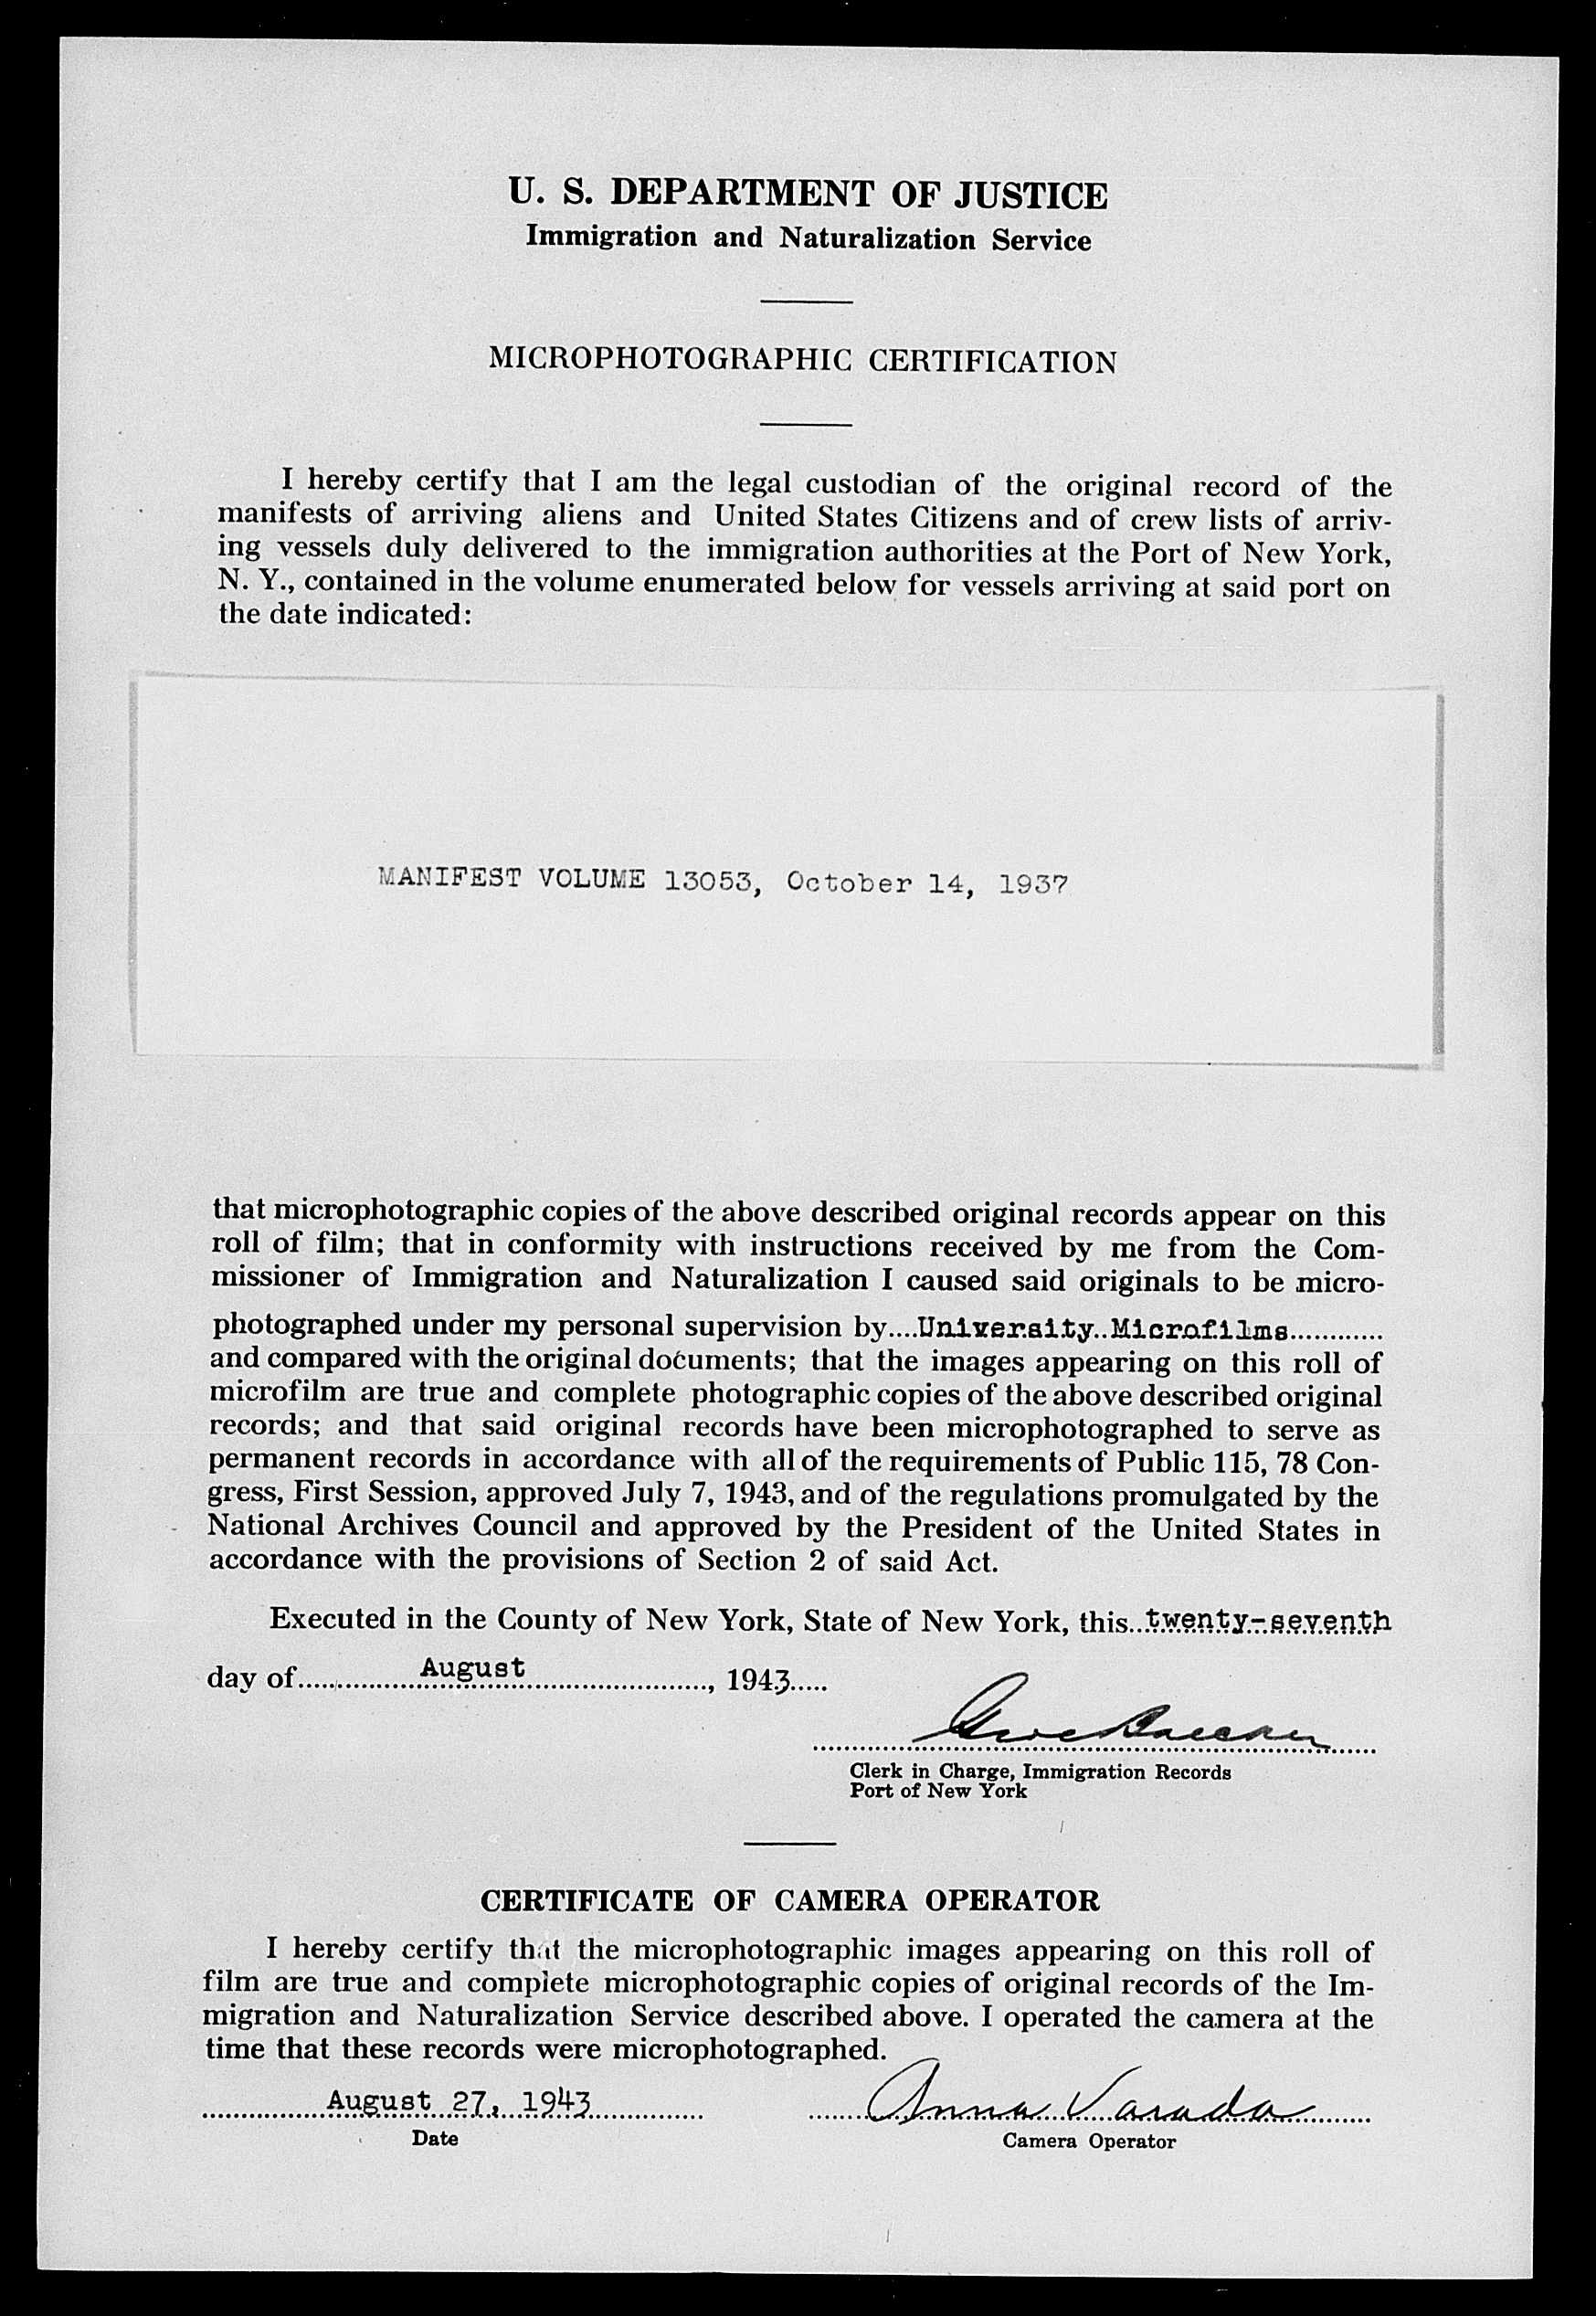 U. S. DEPARTMENT OF JUSTICE
Immigration and Naturalization Service
MICROPHOTOGRAPHIC CERTIFICATION
I hereby certify that I am the legal custodian of the original record of the
manifests of arriving aliens and United States Citizens and of crew lists of arriv-
ing vessels duly delivered to the immigration authorities at the Port of New York,
N. Y., contained in the volume enumerated below for vessels arriving at said port on
the date indicated:
MANIFEST VOLUME 13053, October 14, 1937
that microphotographic copies of the above described original records appear on this
roll of film; that in conformity with instructions received by me from the Com-
missioner of Immigration and Naturalization I caused said originals to be micro-
photographed under my personal supervision by....University Microfilms............
and compared with the original documents; that the images appearing on this roll of
microfilm are true and complete photographic copies of the above described original
records; and that said original records have been microphotographed to serve as
permanent records in accordance with all of the requirements of Public 115, 78 Con-
gress, First Session, approved July 7, 1943, and of the regulations promulgated by the
National Archives Council and approved by the President of the United States in
accordance with the provisions of Section 2 of said Act.
Executed in the County of New York, State of New York, this...twenty-seventh
day of......August......, 1943.....
Clerk in Charge, Immigration Records
Port of New York
CERTIFICATE OF CAMERA OPERATOR
I hereby certify that the microphotographic images appearing on this roll of
film are true and complete microphotographic copies of original records of the Im-
migration and Naturalization Service described above. I operated the camera at the
time that these records were microphotographed.
August 27, 1943 Anna Varada
Date Camera Operator